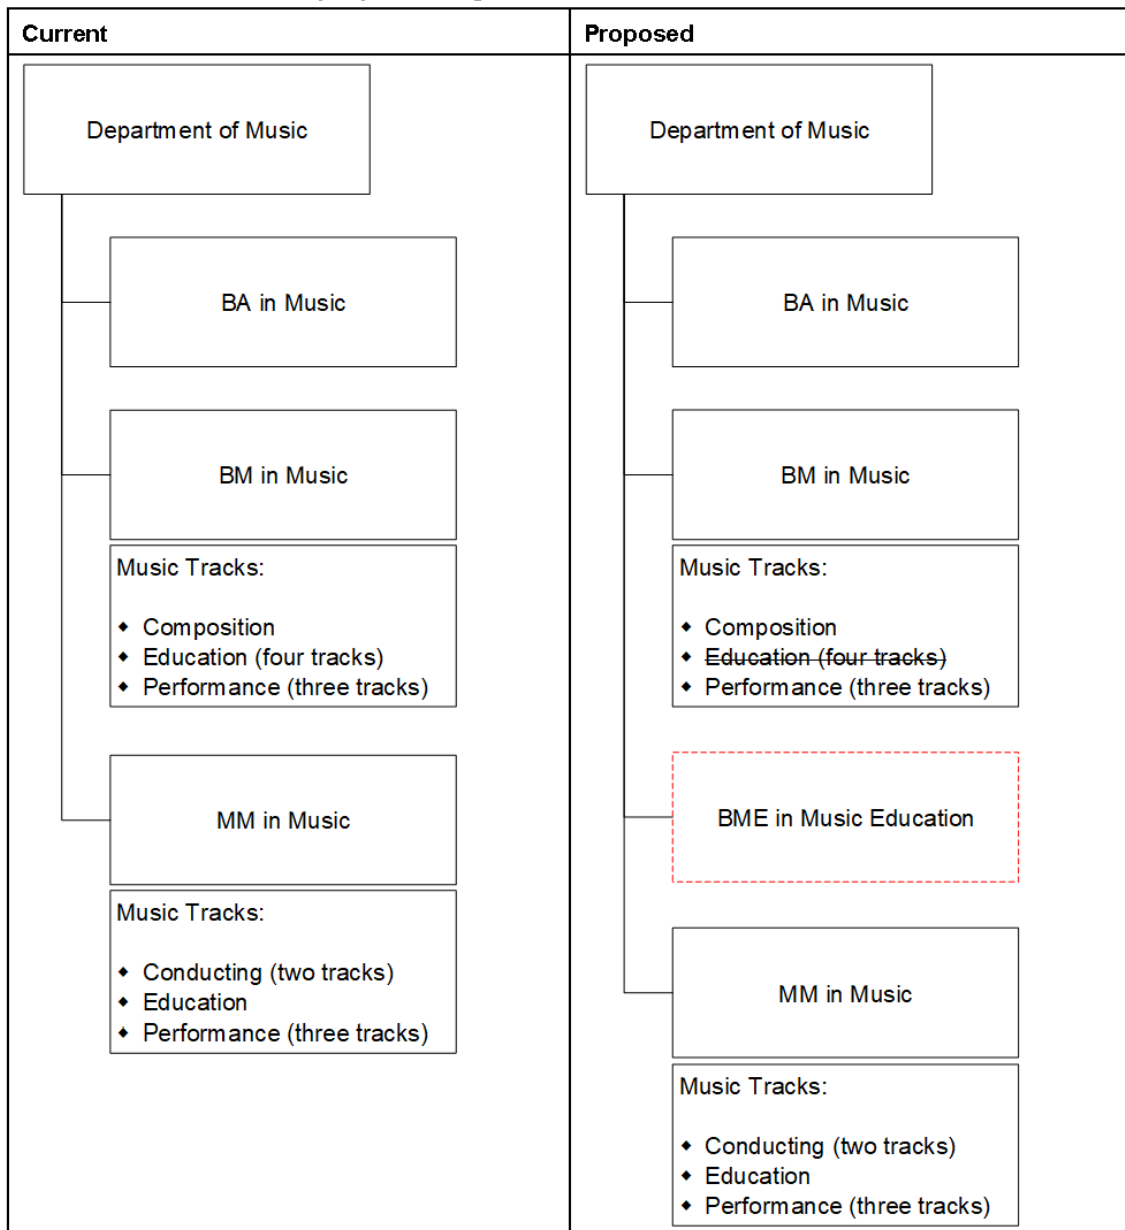 Current
Department of Music
BA in Music
BM in Music
Music Tracks:
◆ Composition
◆ Education (four tracks)
◆ Performance (three tracks)
MM in Music
Music Tracks:
◆ Conducting (two tracks)
◆ Education
◆ Performance (three tracks)
Proposed
Department of Music
BA in Music
BM in Music
Music Tracks:
◆ Composition
◆ Education (four tracks)
◆ Performance (three tracks)
BME in Music Education
MM in Music
Music Tracks:
◆ Conducting (two tracks)
◆ Education
◆ Performance (three tracks)